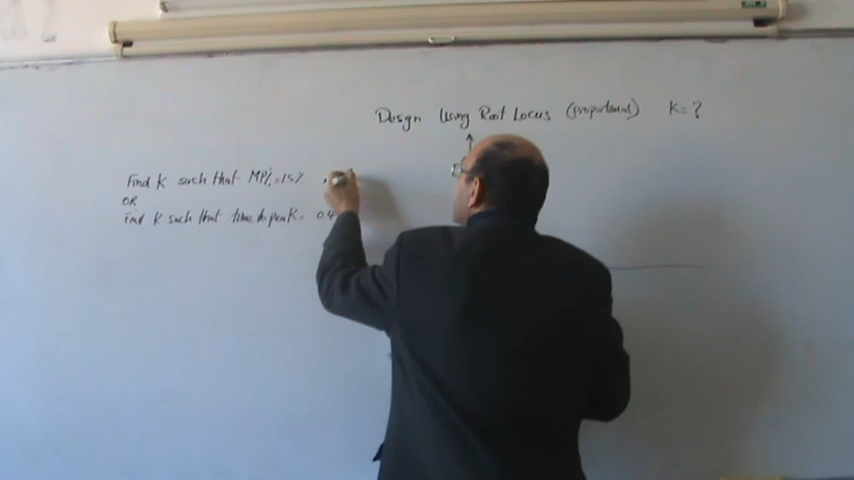 Design Using Root Locus (proportional) K = ?
Find K such that MP% = 15%
OR
Find K such that time to peak = 0.4